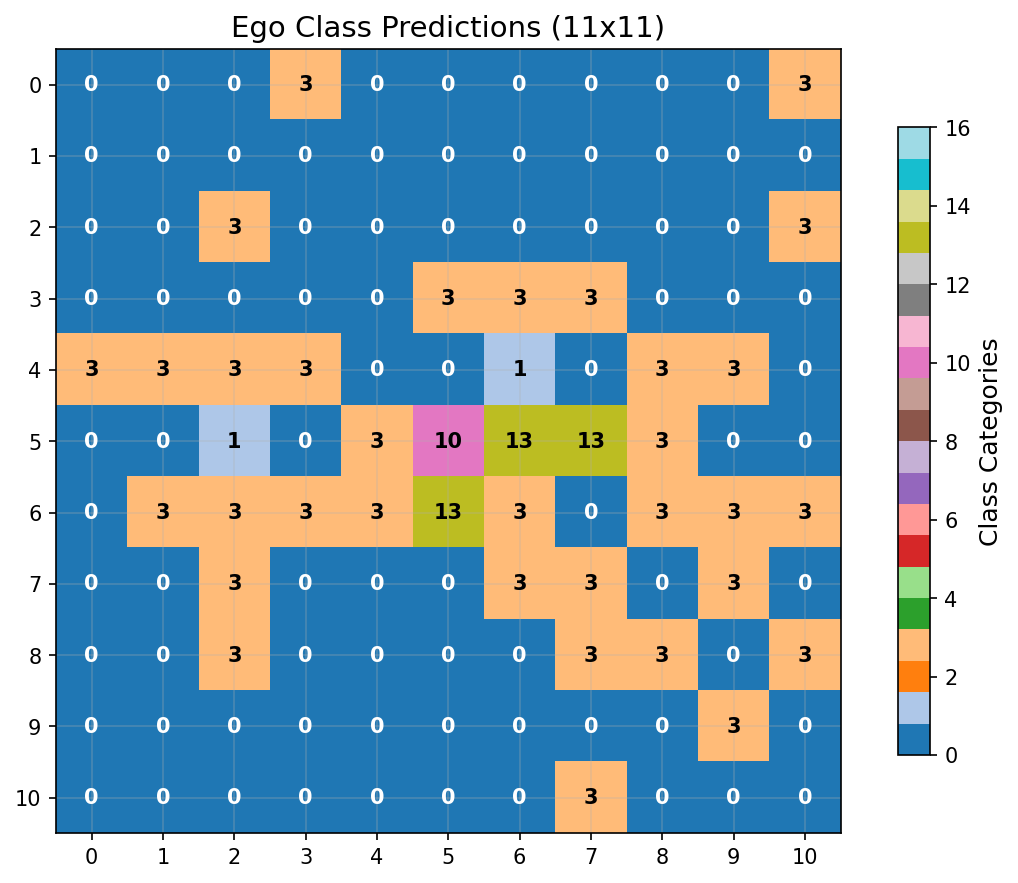 Ego Class Predictions (11x11)
0 0 0 0 3 0 0 0 0 0 0 3
1 0 0 0 0 0 0 0 0 0 0 0
2 0 0 3 0 0 0 0 0 0 0 3
3 0 0 0 0 0 3 3 3 0 0 0
4 3 3 3 3 0 0 1 0 3 3 0
5 0 0 1 0 3 10 13 13 3 0 0
6 0 3 3 3 3 13 3 0 3 3 3
7 0 0 3 0 0 0 3 3 0 3 0
8 0 0 3 0 0 0 0 3 3 0 3
9 0 0 0 0 0 0 0 0 0 3 0
10 0 0 0 0 0 0 0 3 0 0 0
0 1 2 3 4 5 6 7 8 9 10
16
14
12
10
8
6
4
2
0
Class Categories